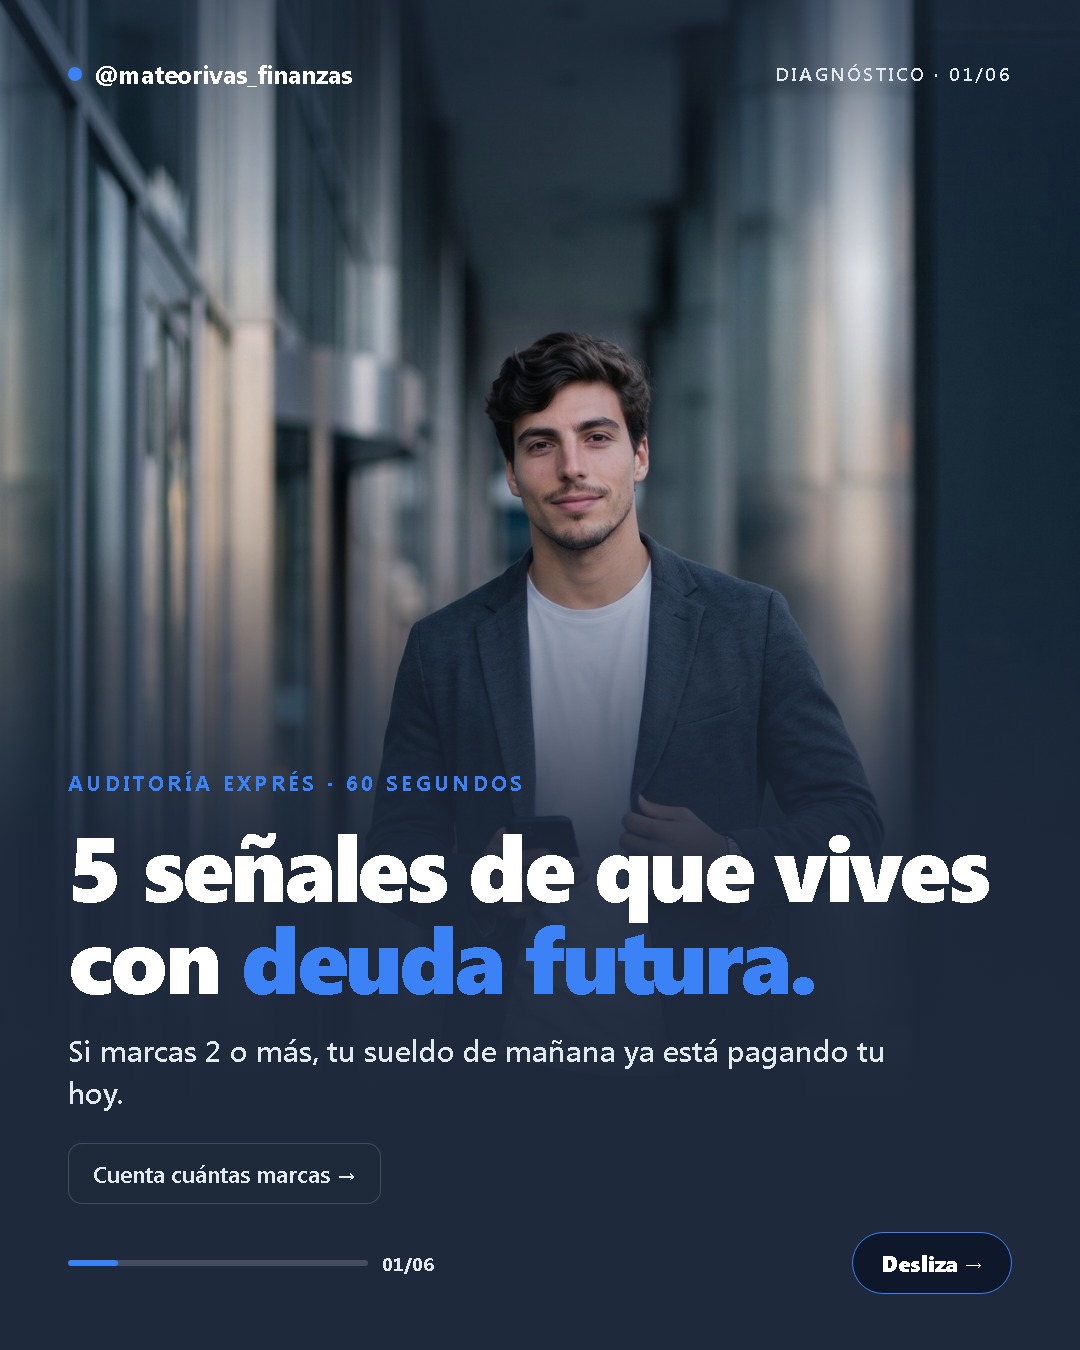 @mateorivas_finanzas
DIAGNÓSTICO · 01/06
AUDITORÍA EXPRÉS · 60 SEGUNDOS
5 señales de que vives
con deuda futura.
Si marcas 2 o más, tu sueldo de mañana ya está pagando tu
hoy.
Cuenta cuántas marcas →
01/06
Desliza →